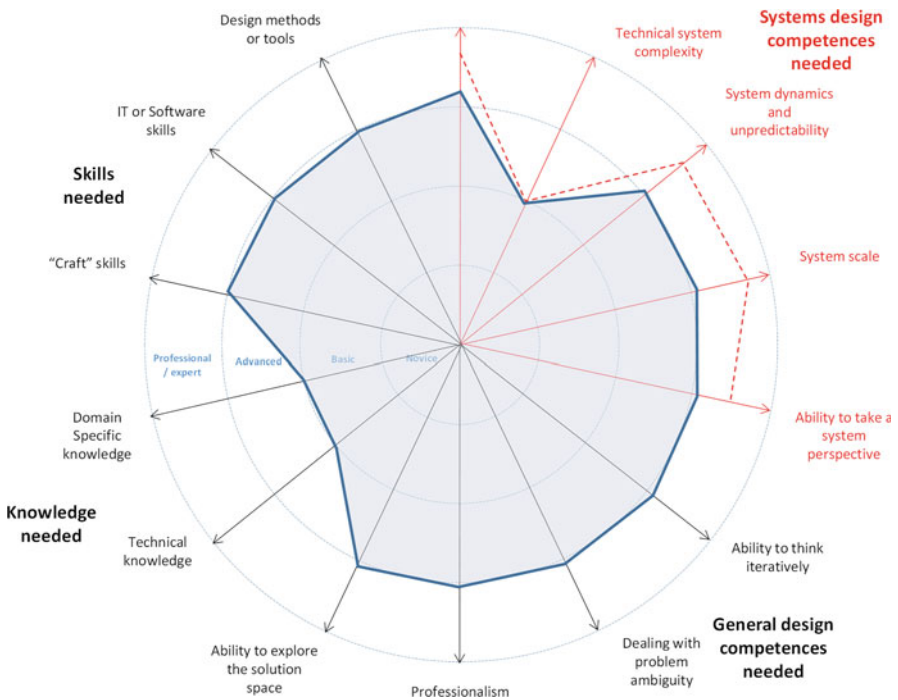 Design methods
or tools
Technical system
complexity
Systems design
competences
needed
System dynamics
and
unpredictability
IT or Software
skills
Skills
needed
"Craft" skills
System scale
Professional
/ expert
Advanced
Basic
Novice
Domain
Specific
knowledge
Ability to take a
system
perspective
Knowledge
needed
Technical
knowledge
Ability to think
iteratively
General design
competences
needed
Dealing with
problem
ambiguity
Ability to explore
the solution
space
Professionalism